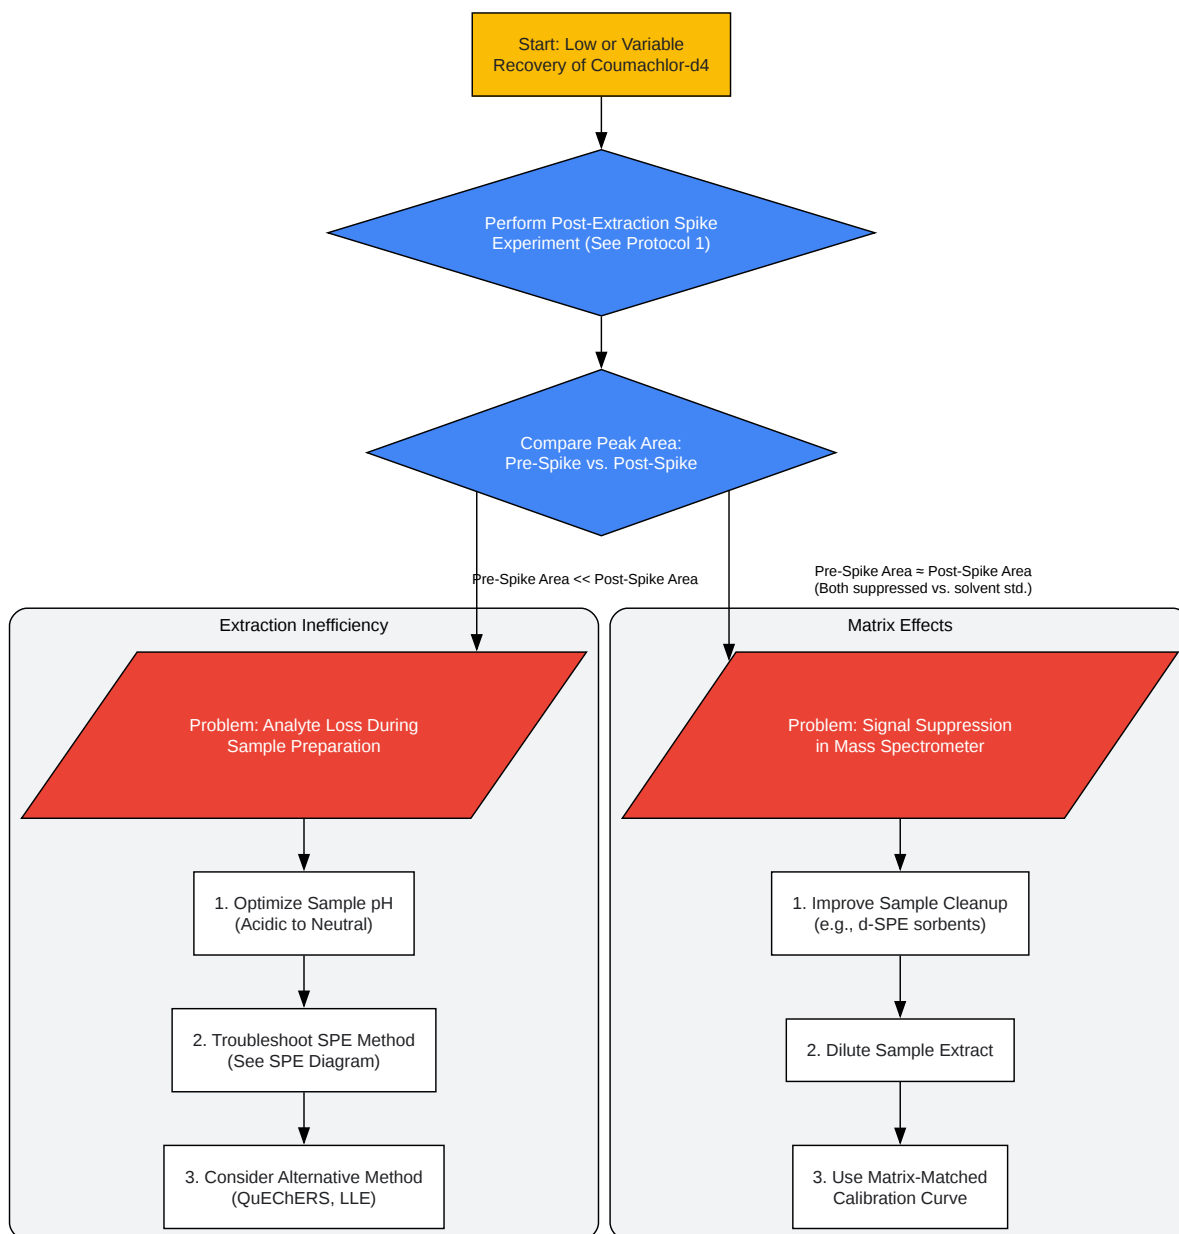 Start: Low or Variable
Recovery of Coumachlor-d4
Perform Post-Extraction Spike
Experiment (See Protocol 1)
Compare Peak Area:
Pre-Spike vs. Post-Spike
Pre-Spike Area << Post-Spike Area
Pre-Spike Area ≈ Post-Spike Area
(Both suppressed vs. solvent std.)
Extraction Inefficiency
Problem: Analyte Loss During
Sample Preparation
1. Optimize Sample pH
(Acidic to Neutral)
2. Troubleshoot SPE Method
(See SPE Diagram)
3. Consider Alternative Method
(QuEChERS, LLE)
Matrix Effects
Problem: Signal Suppression
in Mass Spectrometer
1. Improve Sample Cleanup
(e.g., d-SPE sorbents)
2. Dilute Sample Extract
3. Use Matrix-Matched
Calibration Curve